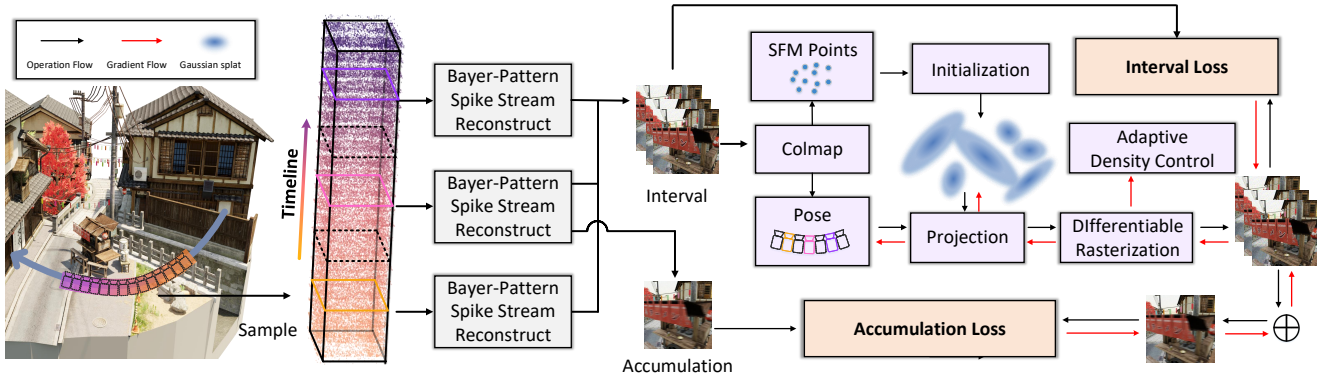 Operation Flow
Gradient Flow
Gaussian splat
Timeline
Sample
Bayer-Pattern
Spike Stream
Reconstruct
Bayer-Pattern
Spike Stream
Reconstruct
Bayer-Pattern
Spike Stream
Reconstruct
Interval
Accumulation
SFM Points
Colmap
Pose
Initialization
Projection
Interval Loss
Adaptive
Density Control
DIfferentiable
Rasterization
Accumulation Loss